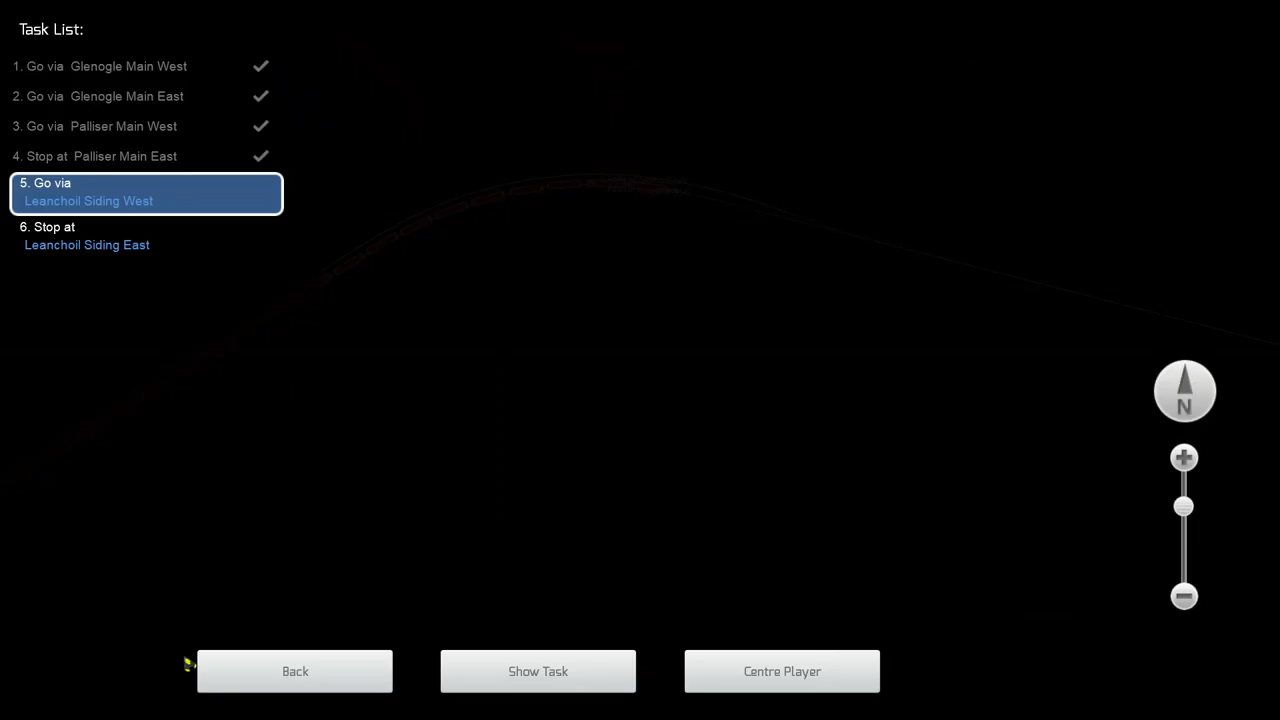 Task List:
1. Go via Glenogle Main West
2. Go via Glenogle Main East
3. Go via Palliser Main West
4. Stop at Palliser Main East
5. Go via
Leanchoil Siding West
6. Stop at
Leanchoil Siding East
N
Back
Show Task
Centre Player